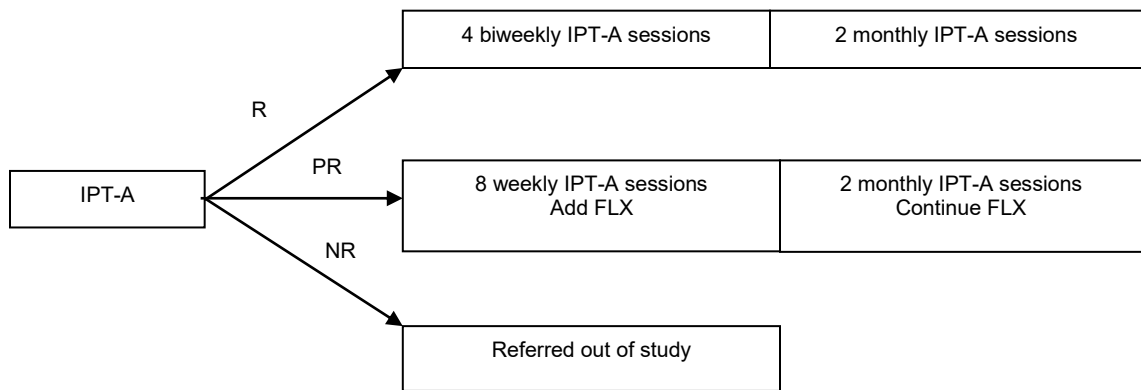 4 biweekly IPT-A sessions
2 monthly IPT-A sessions
R
PR
IPT-A
8 weekly IPT-A sessions
Add FLX
2 monthly IPT-A sessions
Continue FLX
NR
Referred out of study